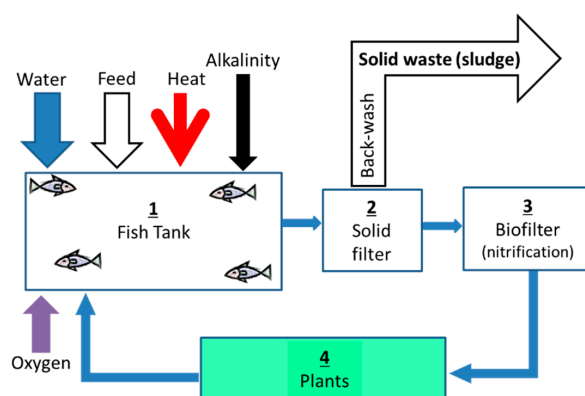 Water
Feed
Heat
Alkalinity
Solid waste (sludge)
Back-wash
1
Fish Tank
2
Solid
filter
3
Biofilter
(nitrification)
Oxygen
4
Plants